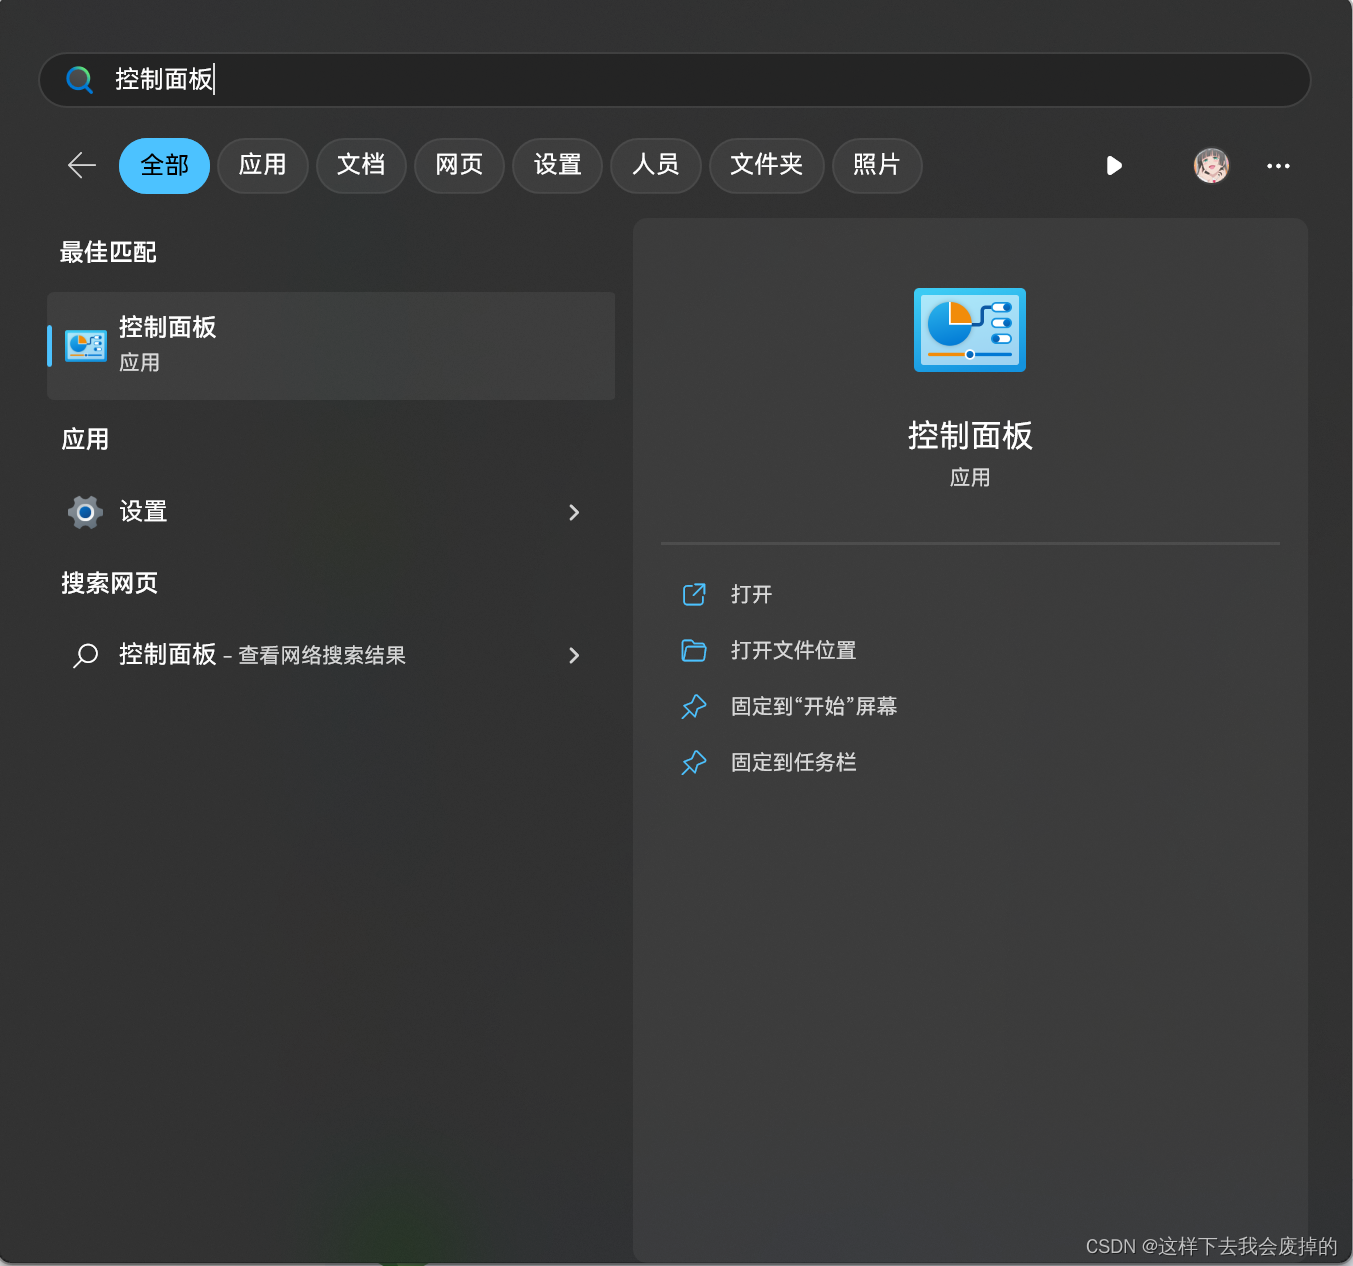 控制面板
全部 应用 文档 网页 设置 人员 文件夹 照片
最佳匹配
控制面板
应用
应用
设置
搜索网页
控制面板 - 查看网络搜索结果
控制面板
应用
打开
打开文件位置
固定到“开始”屏幕
固定到任务栏
CSDN @这样下去我会废掉的